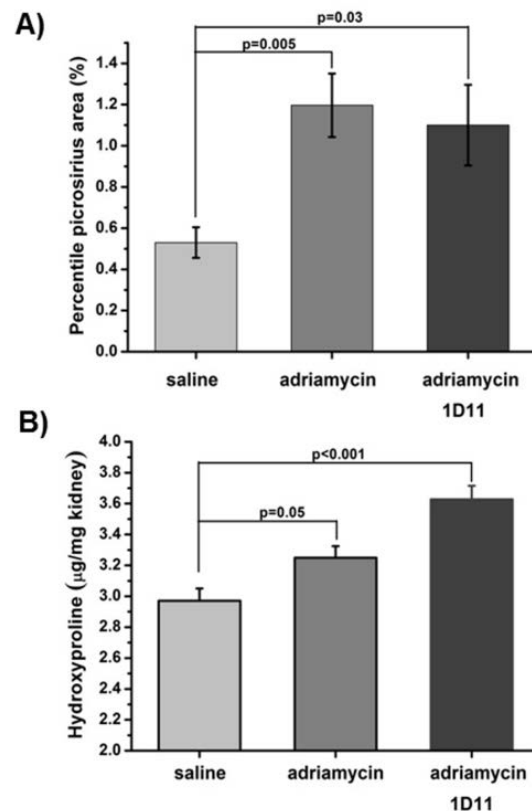 A)
p=0.03
p=0.005
Percentile picrosirius area (%)
1.4
1.2
1.0
0.8
0.6
0.4
0.2
0.0
saline adriamycin adriamycin
1D11
B)
p<0.001
p=0.05
Hydroxyproline (µg/mg kidney)
4.0
3.8
3.6
3.4
3.2
3.0
2.8
2.6
2.4
2.2
2.0
saline adriamycin adriamycin
1D11